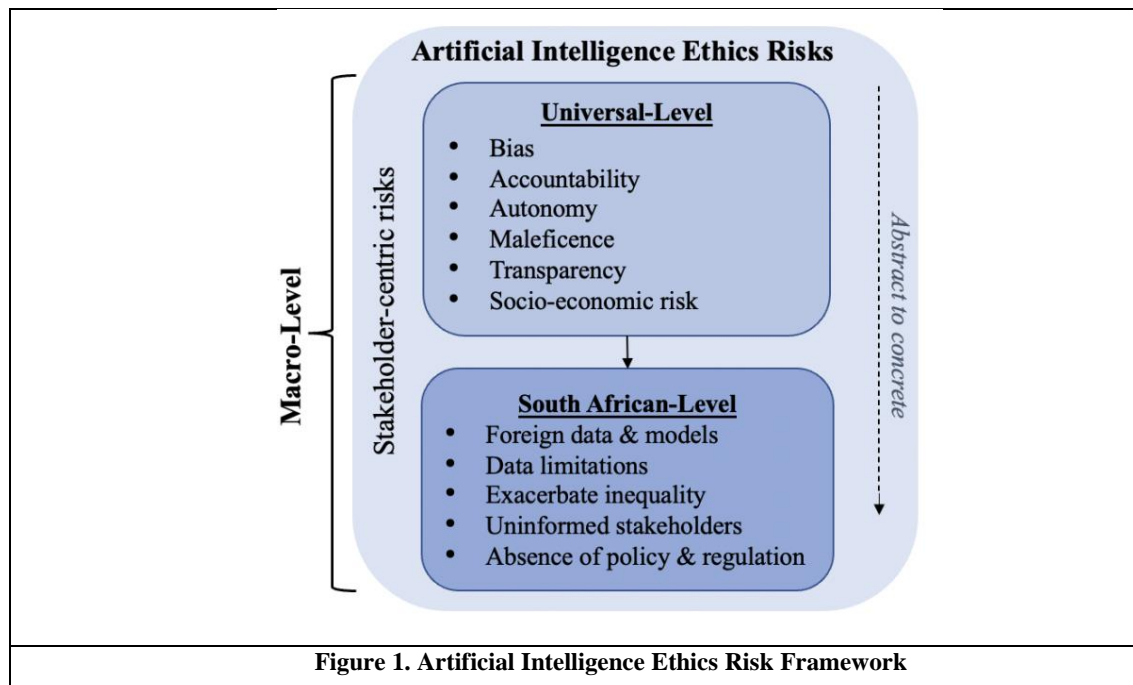 Artificial Intelligence Ethics Risks
Macro-Level
Stakeholder-centric risks
Universal-Level
• Bias
• Accountability
• Autonomy
• Maleficence
• Transparency
• Socio-economic risk
South African-Level
• Foreign data & models
• Data limitations
• Exacerbate inequality
• Uninformed stakeholders
• Absence of policy & regulation
Abstract to concrete
Figure 1. Artificial Intelligence Ethics Risk Framework